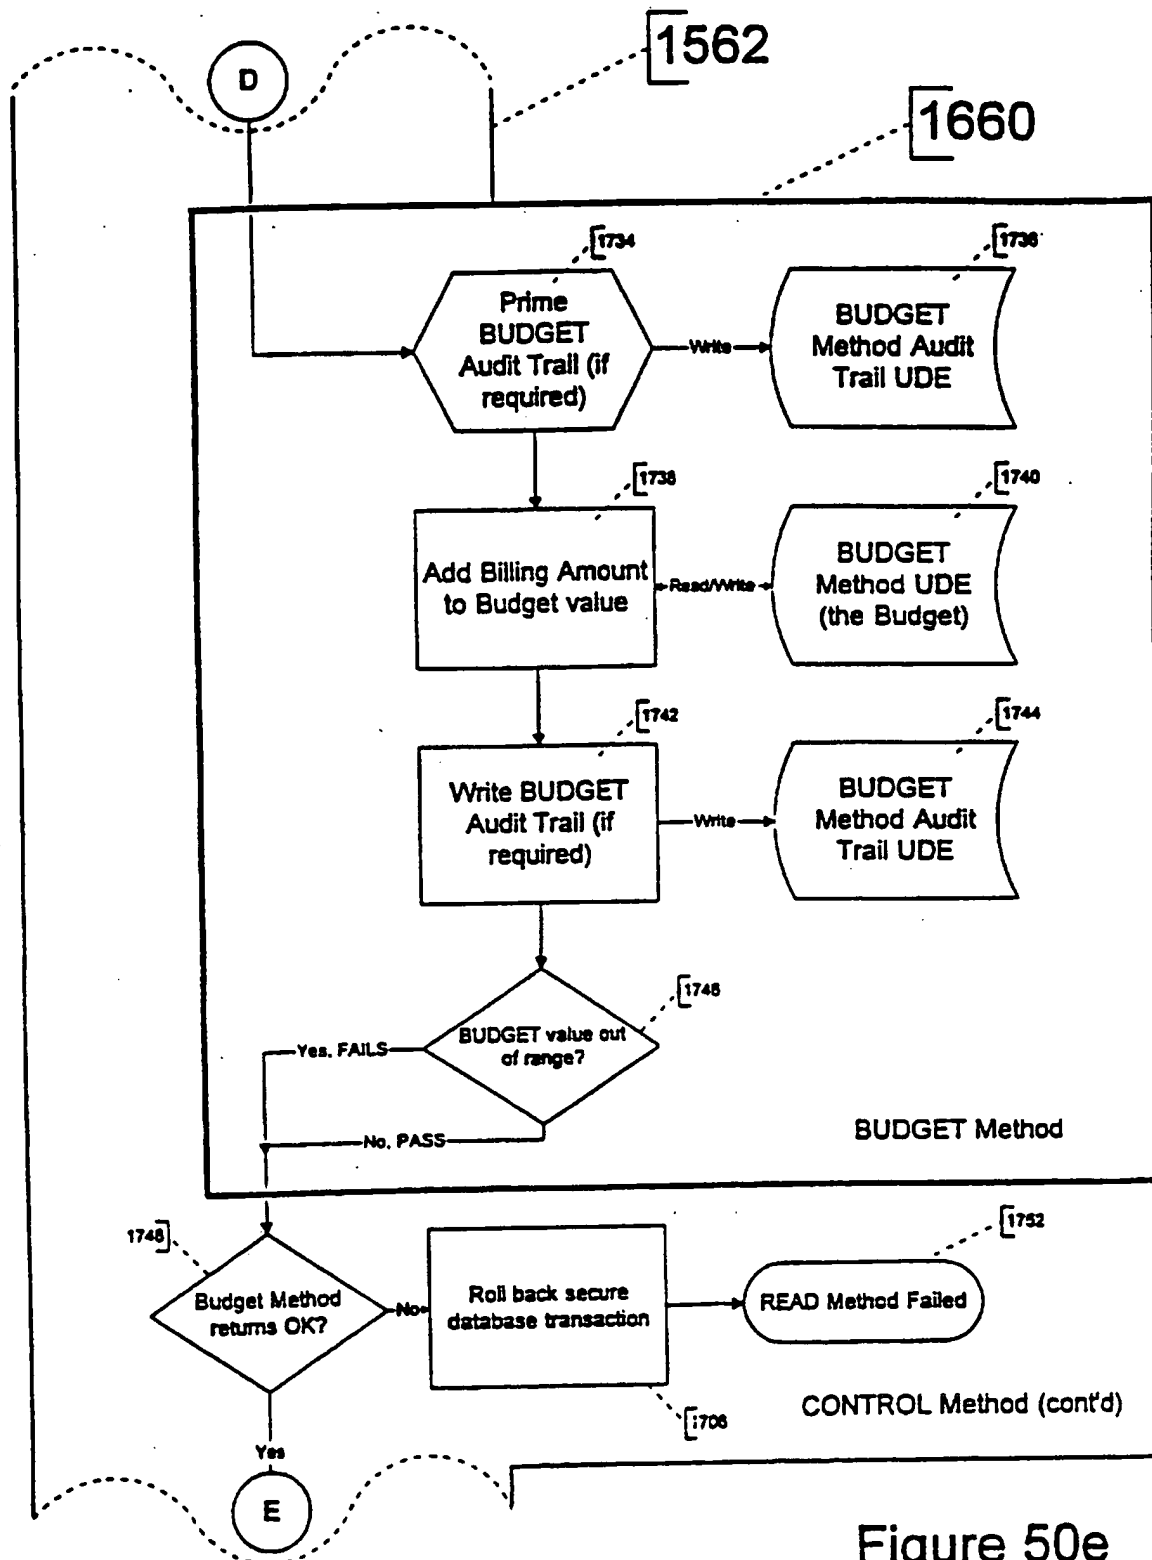 D
1562
1660
1734
Prime
BUDGET
Audit Trail (if
required)
Write
1736
BUDGET
Method Audit
Trail UDE
1738
Add Billing Amount
to Budget value
Read/Write
1740
BUDGET
Method UDE
(the Budget)
1742
Write BUDGET
Audit Trail (if
required)
Write
1744
BUDGET
Method Audit
Trail UDE
1746
BUDGET value out
of range?
Yes, FAILS
No, PASS
BUDGET Method
1748
Budget Method
returns OK?
No
Roll back secure
database transaction
1752
READ Method Failed
1706
CONTROL Method (cont'd)
Yes
E
Figure 50e